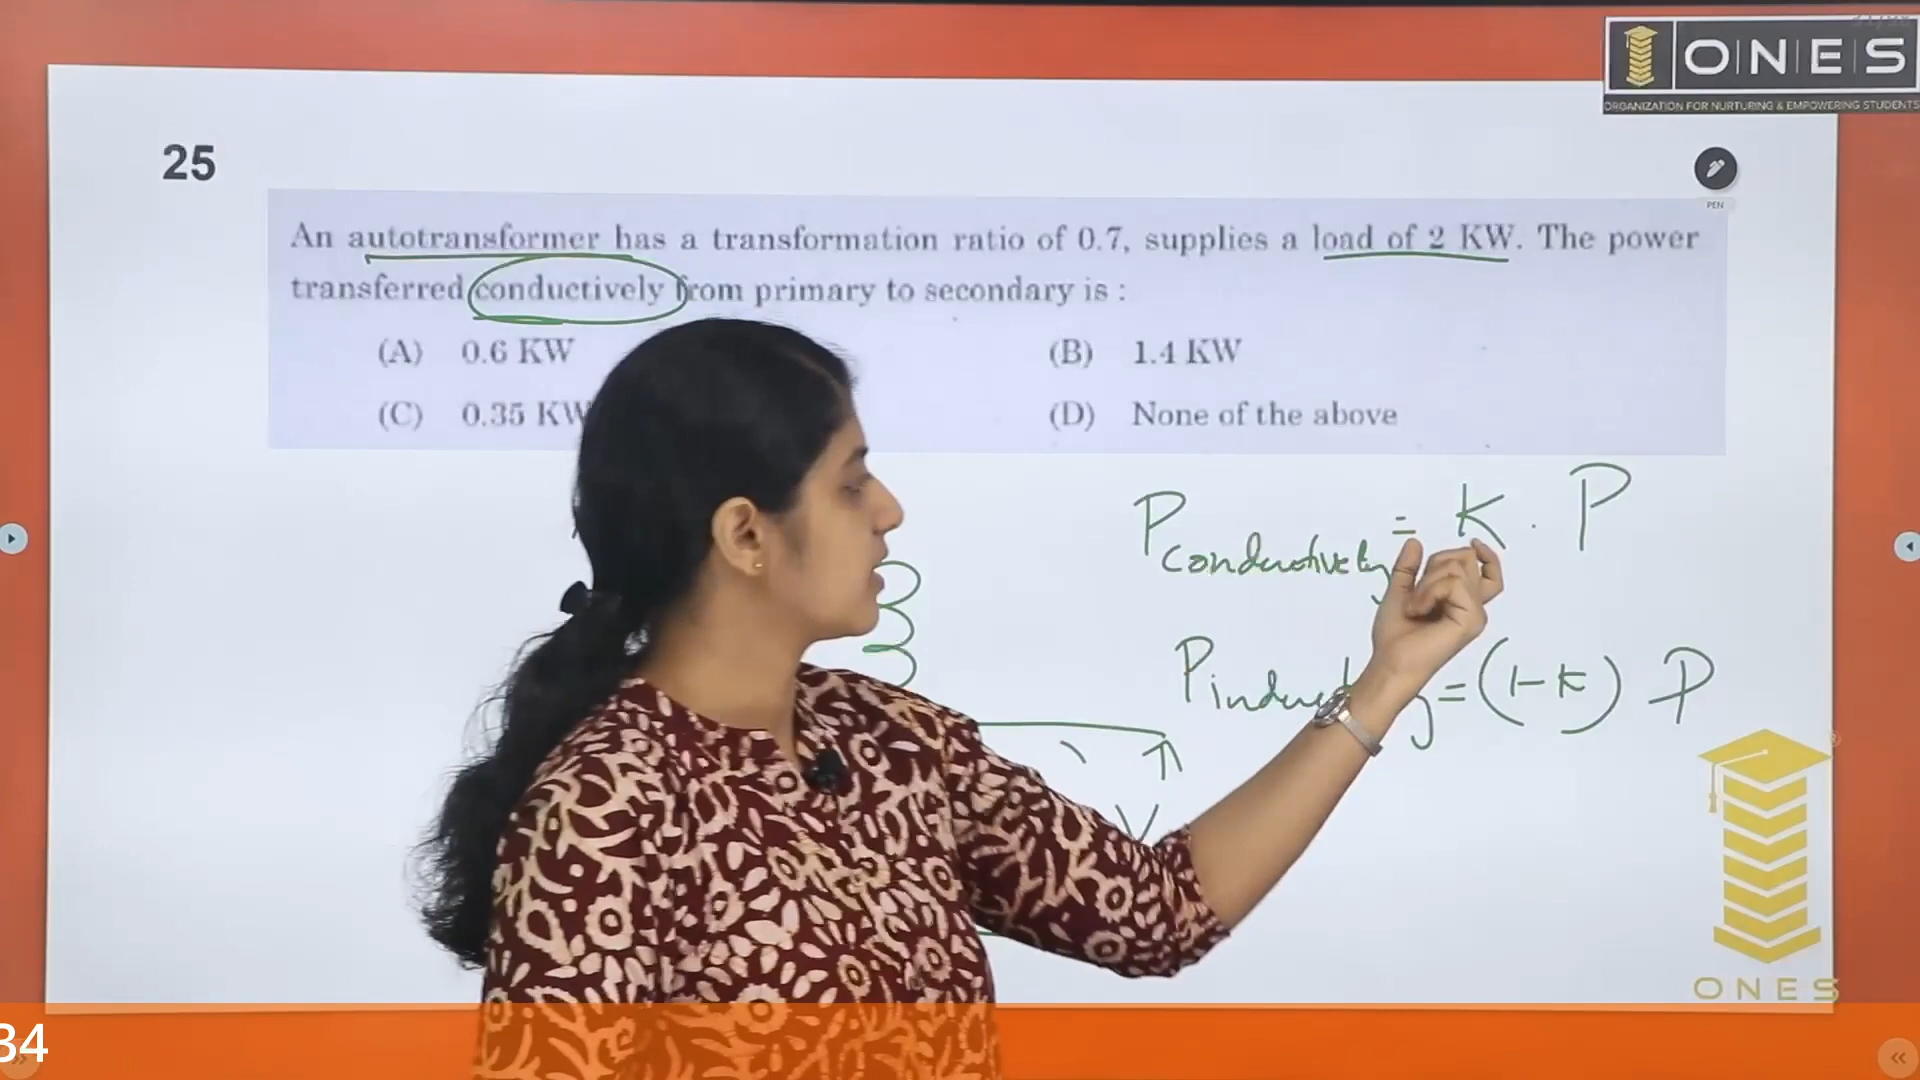 O|N|E|S
ORGANIZATION FOR NURTURING & EMPOWERING STUDENTS
25
PEN
An autotransformer has a transformation ratio of 0.7, supplies a load of 2 KW. The power
transferred conductively from primary to secondary is :
(A) 0.6 KW
(B) 1.4 KW
(C) 0.35 KW
(D) None of the above
P conductively = K . P
= (1-K) P
V
ONES
34